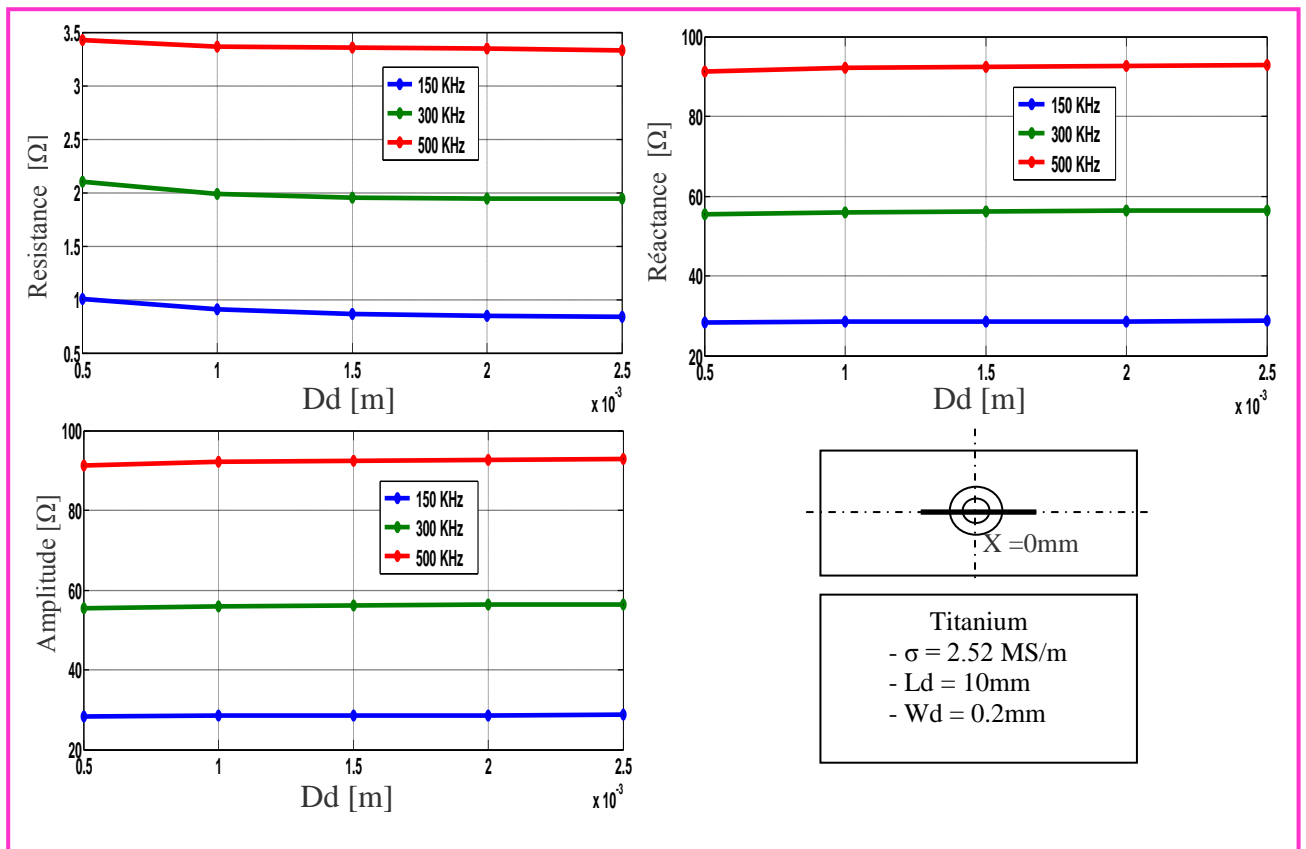 3.5
3
2.5
2
1.5
1
0.5
Resistance [Ω]
150 KHz
300 KHz
500 KHz
0.5 1 1.5 2 2.5
Dd [m]
x 10⁻³
100
80
60
40
20
Réactance [Ω]
150 KHz
300 KHz
500 KHz
0.5 1 1.5 2 2.5
Dd [m]
x 10⁻³
100
80
60
40
20
Amplitude [Ω]
150 KHz
300 KHz
500 KHz
0.5 1 1.5 2 2.5
Dd [m]
x 10⁻³
X =0mm
Titanium
- σ = 2.52 MS/m
- Ld = 10mm
- Wd = 0.2mm